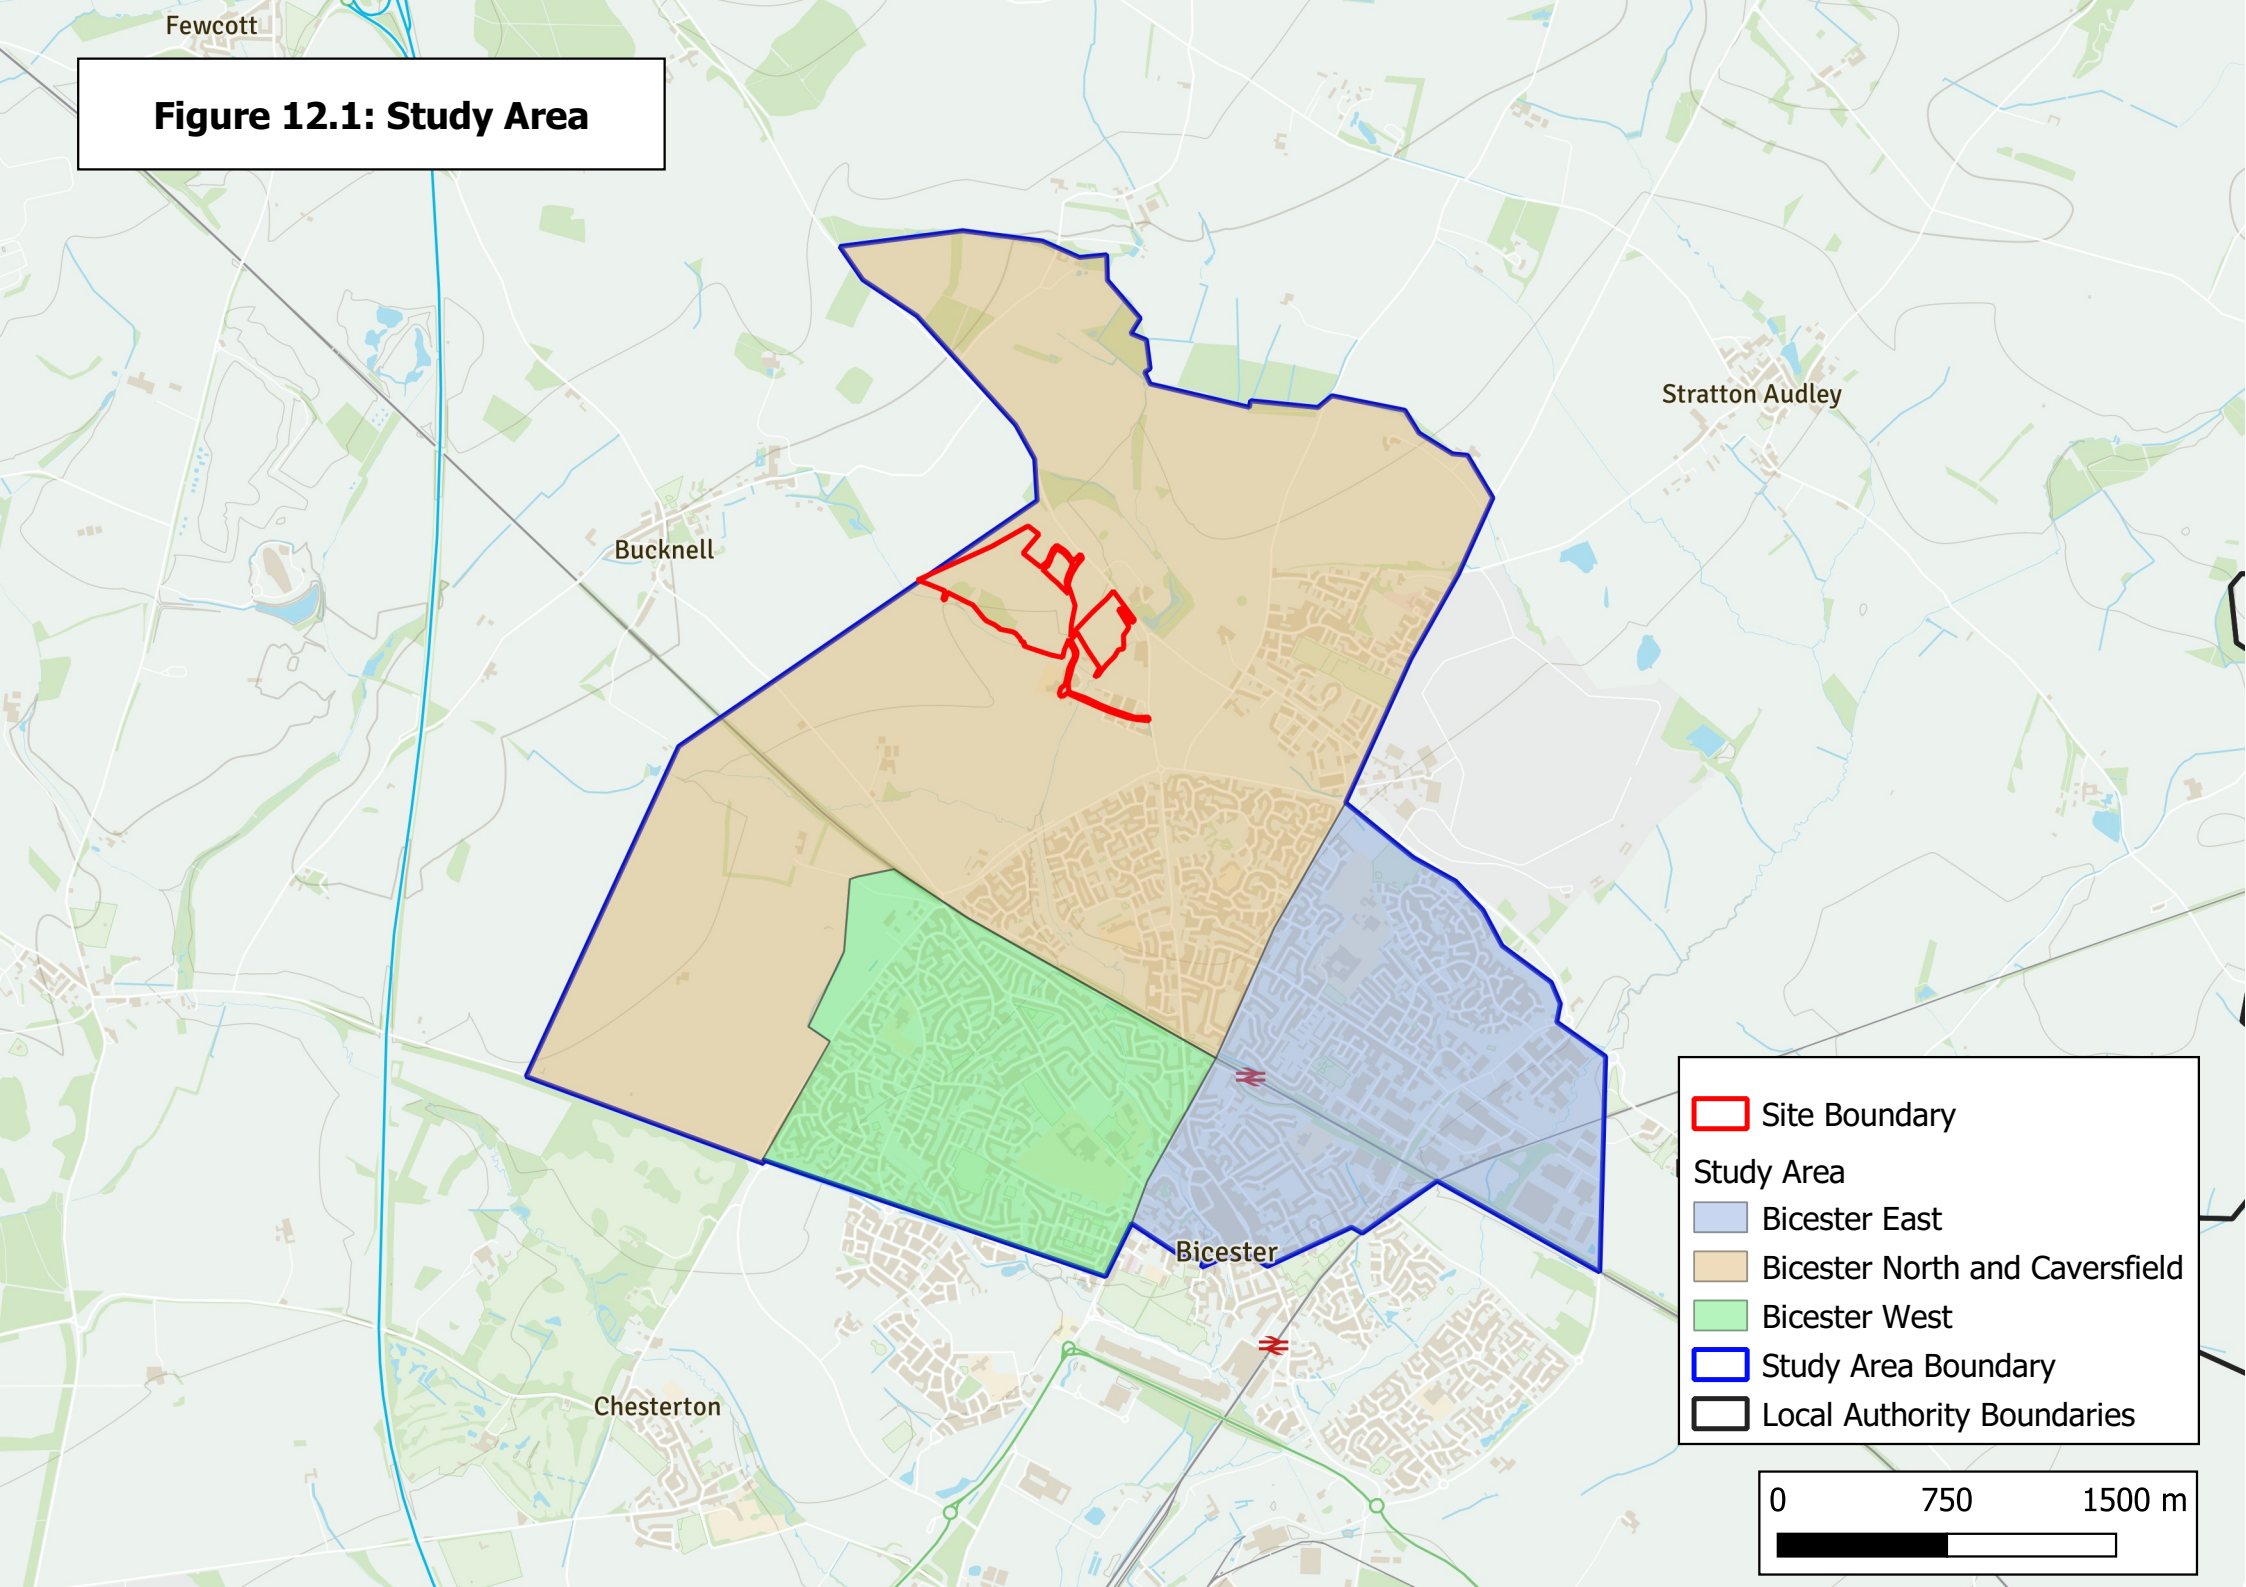 Fewcott
Figure 12.1: Study Area
Stratton Audley
Bucknell
Bicester
Chesterton
Site Boundary
Study Area
Bicester East
Bicester North and Caversfield
Bicester West
Study Area Boundary
Local Authority Boundaries
0 750 1500 m